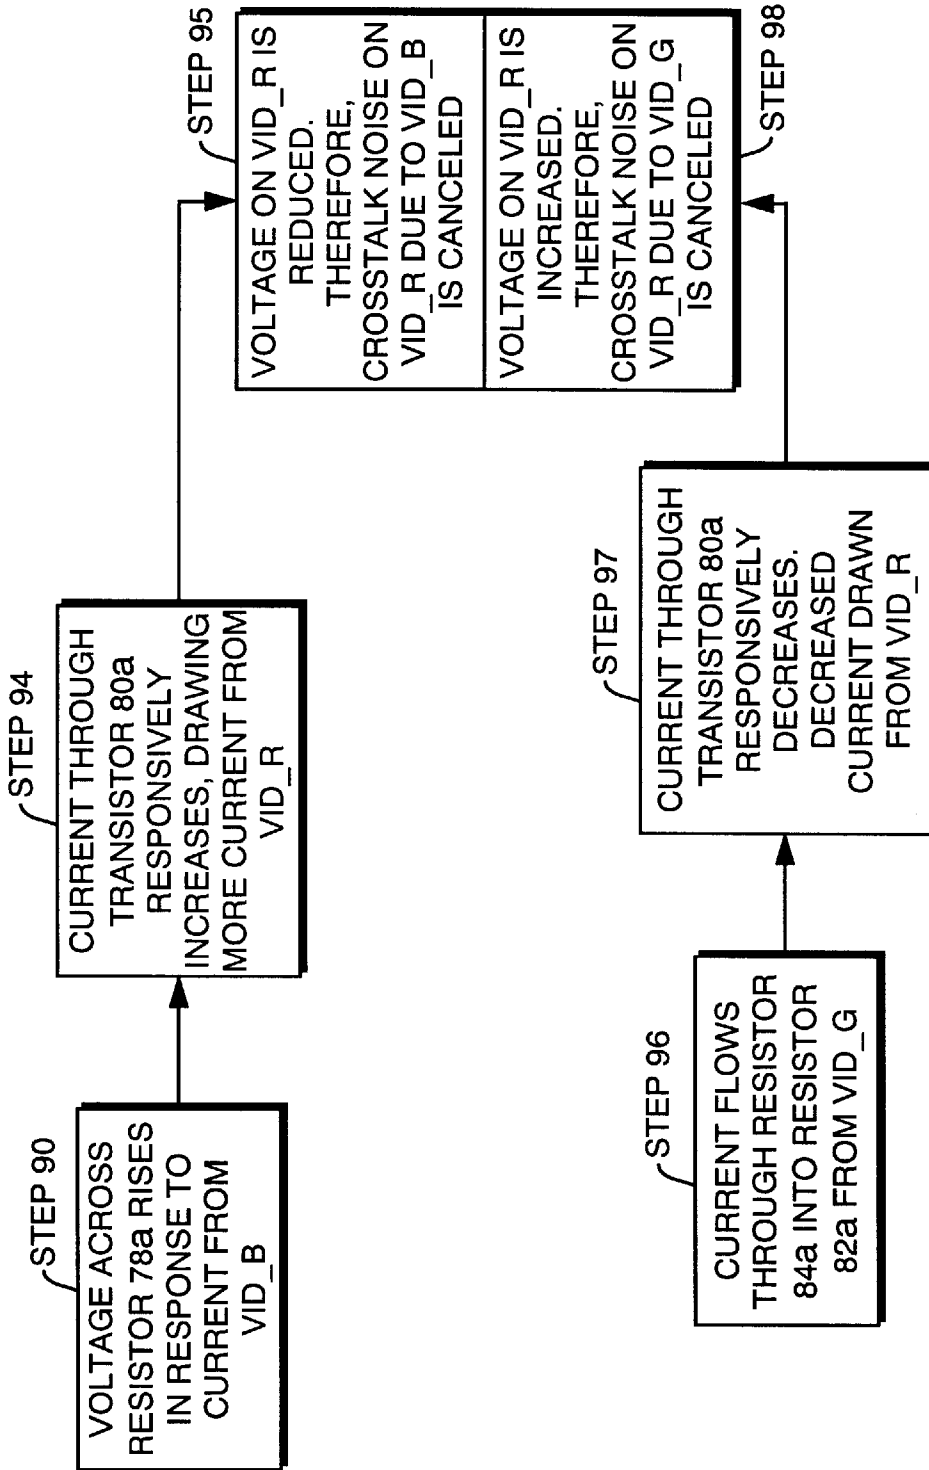 STEP 90
VOLTAGE ACROSS
RESISTOR 78a RISES
IN RESPONSE TO
CURRENT FROM
VID_B
STEP 94
CURRENT THROUGH
TRANSISTOR 80a
RESPONSIVELY
INCREASES, DRAWING
MORE CURRENT FROM
VID_R
STEP 95
VOLTAGE ON VID_R IS
REDUCED.
THEREFORE,
CROSSTALK NOISE ON
VID_R DUE TO VID_B
IS CANCELED
STEP 96
CURRENT FLOWS
THROUGH RESISTOR
84a INTO RESISTOR
82a FROM VID_G
STEP 97
CURRENT THROUGH
TRANSISTOR 80a
RESPONSIVELY
DECREASES.
DECREASED
CURRENT DRAWN
FROM VID_R
VOLTAGE ON VID_R IS
INCREASED.
THEREFORE,
CROSSTALK NOISE ON
VID_R DUE TO VID_G
IS CANCELED
STEP 98